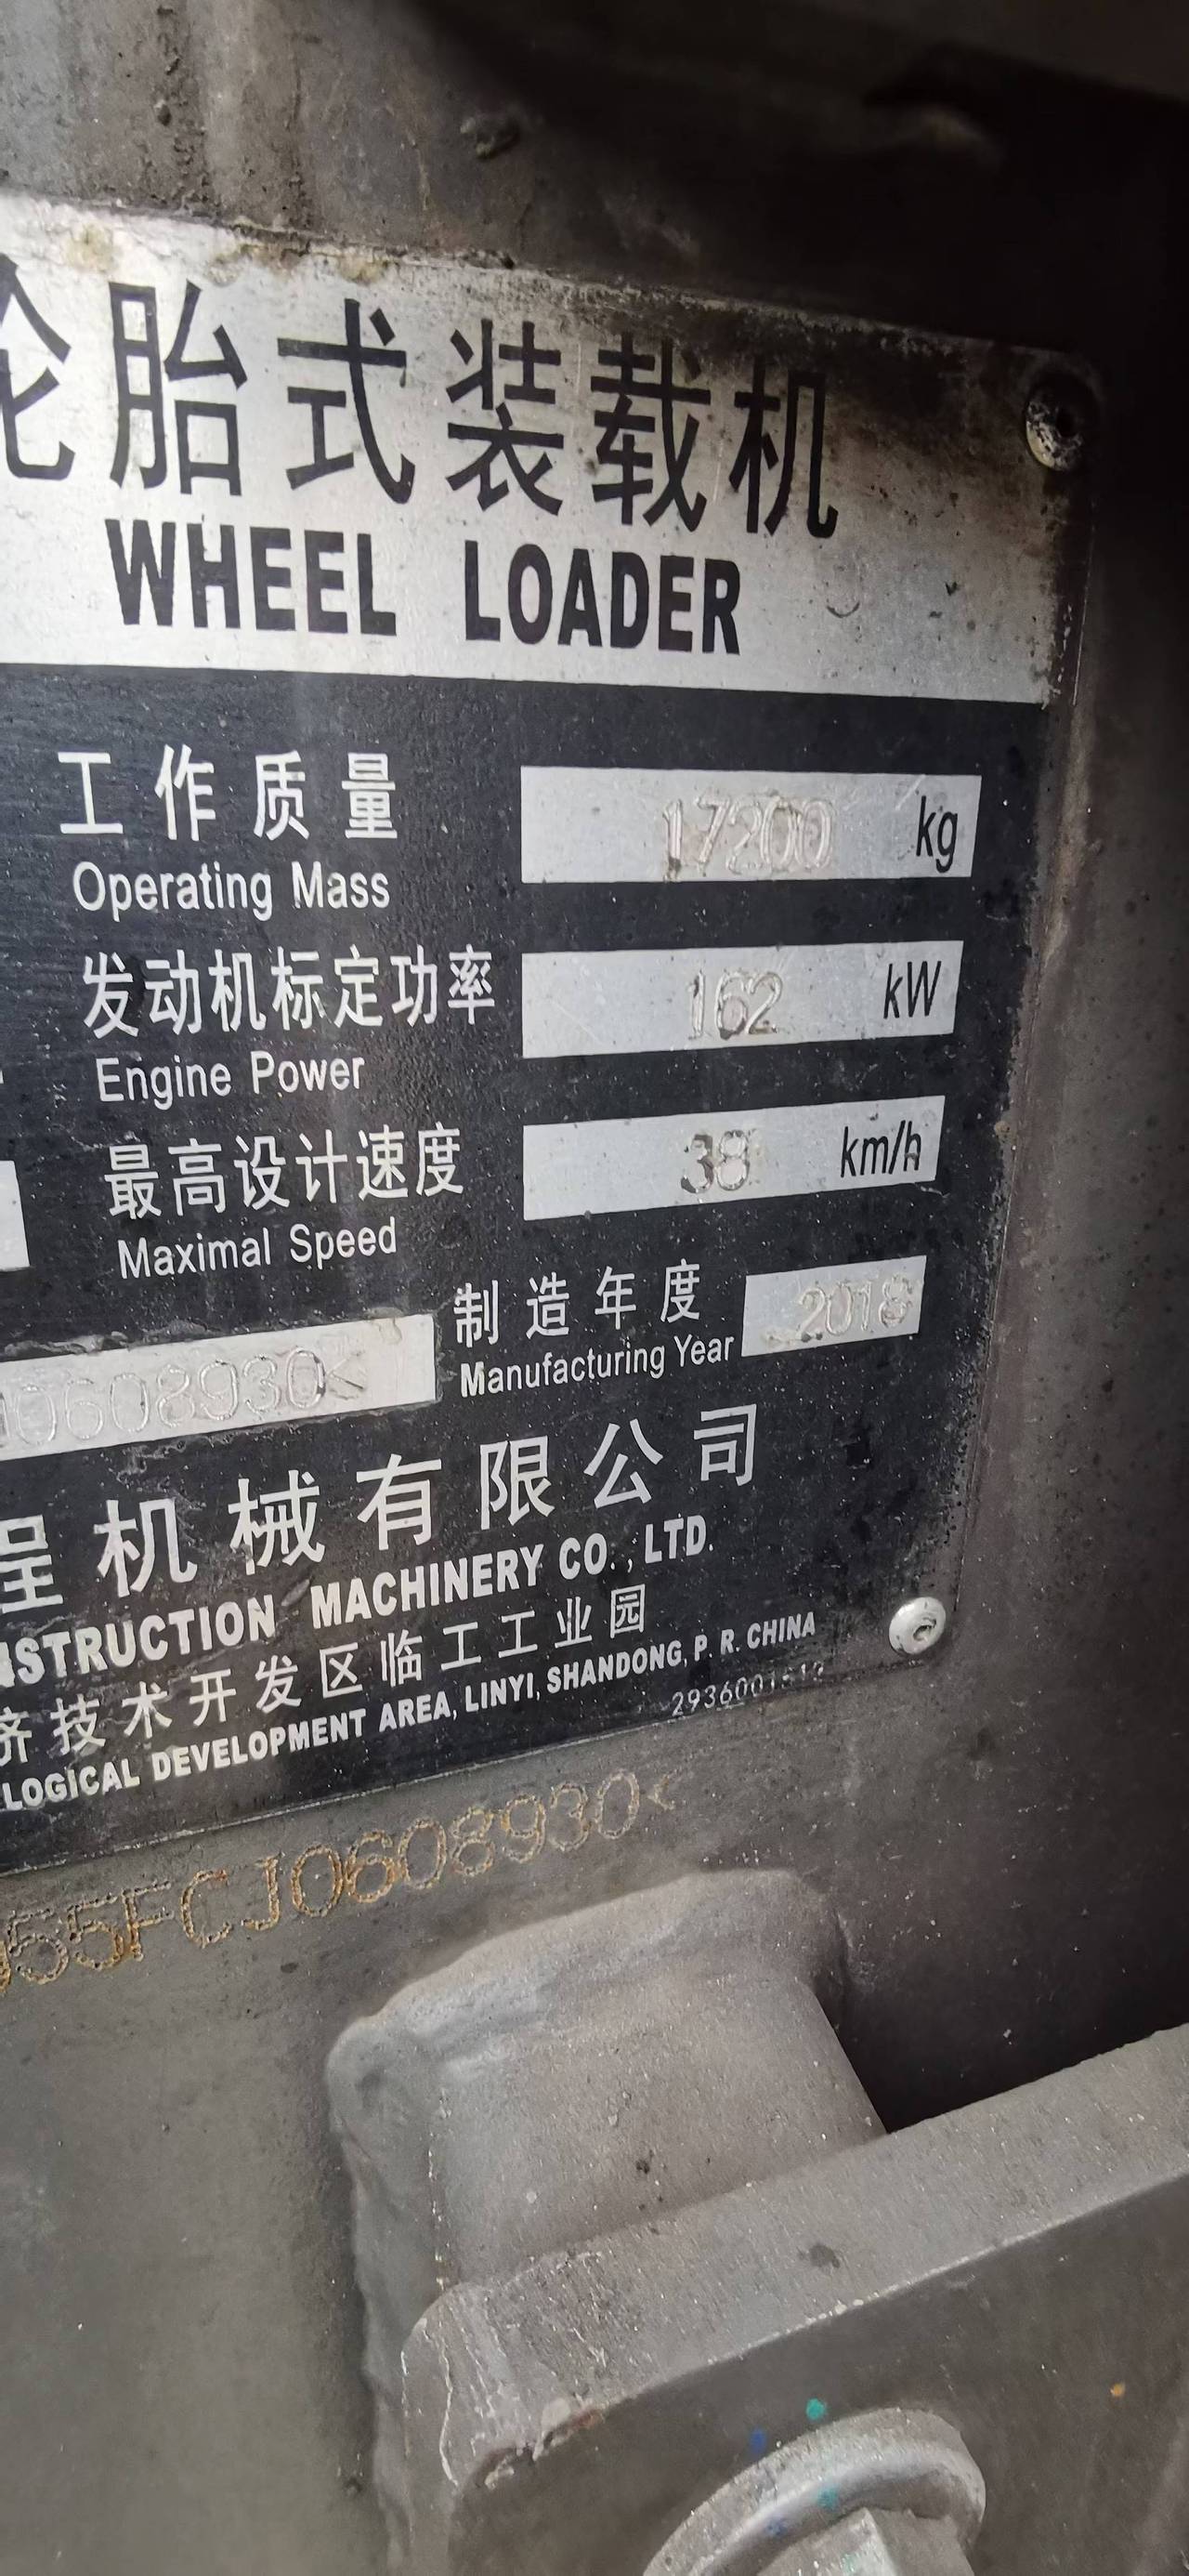 轮胎式装载机
WHEEL LOADER
工作质量 17200 kg
Operating Mass
发动机标定功率 162 kW
Engine Power
最高设计速度 38 km/h
Maximal Speed
0608930< 制造年度 2018
Manufacturing Year
程机械有限公司
NSTRUCTION MACHINERY CO.,LTD.
济技术开发区临工工业园
LOGICAL DEVELOPMENT AREA, LINYI, SHANDONG, P. R. CHINA
55FCJ0608930<